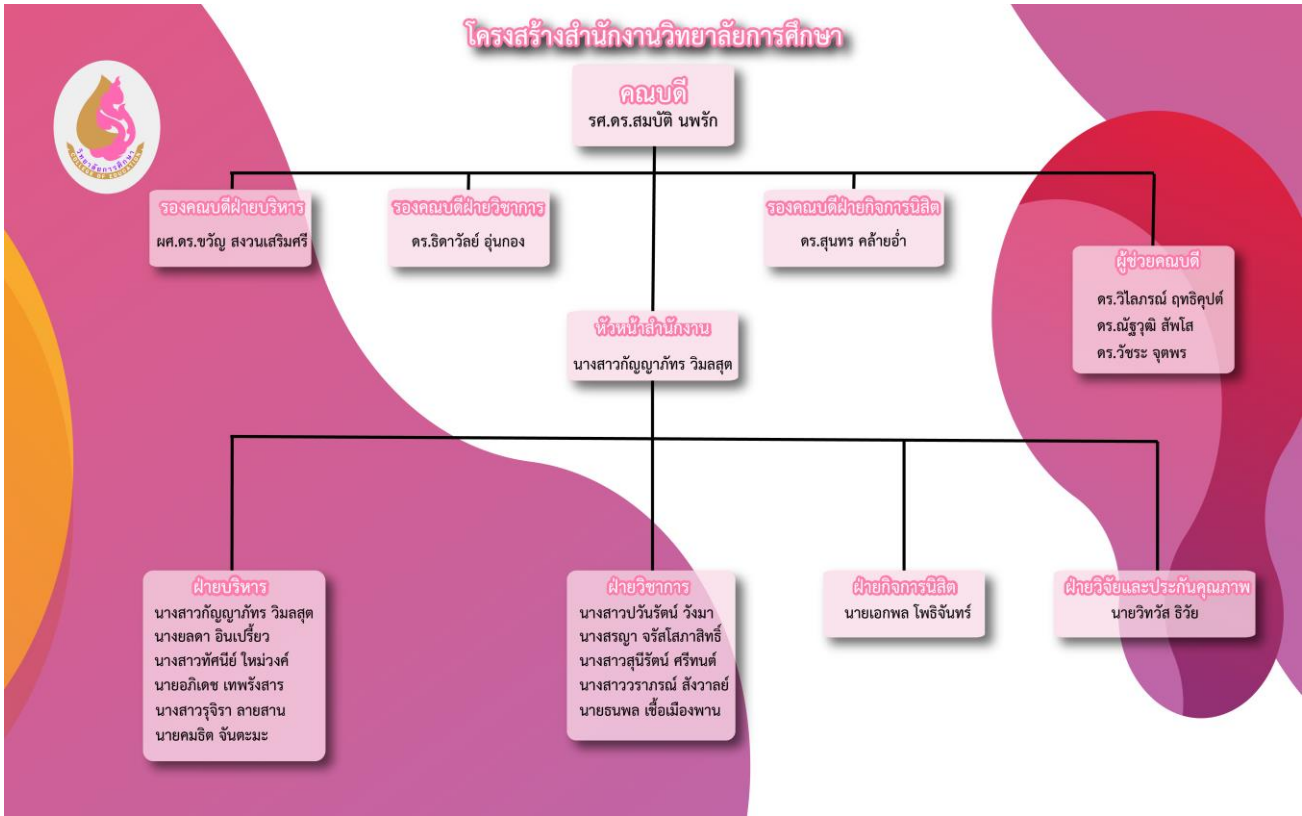 โครงสร้างสำนักงานวิทยาลัยการศึกษา
วิทยาลัยการศึกษา
COLLEGE OF EDUCATION
คณบดี
รศ.ดร.สมบัติ นพรัก
รองคณบดีฝ่ายบริหาร
ผศ.ดร.ขวัญ สงวนเสริมศรี
รองคณบดีฝ่ายวิชาการ
ดร.ธิดาวัลย์ อุ่นกอง
รองคณบดีฝ่ายกิจการนิสิต
ดร.สุนทร คล้ายอ่ำ
ผู้ช่วยคณบดี
ดร.วิไลภรณ์ ฤทธิคุปต์
ดร.ณัฐวุฒิ สัพโส
ดร.วัชระ จุตพร
หัวหน้าสำนักงาน
นางสาวกัญญาภัทร วิมลสุต
ฝ่ายบริหาร
นางสาวกัญญาภัทร วิมลสุต
นางยลดา อินเปรี้ยว
นางสาวทัศนีย์ ใหม่วงค์
นายอภิเดช เทพรังสาร
นางสาวรุจิรา ลายสาน
นายคมธิต จันตะมะ
ฝ่ายวิชาการ
นางสาวปวันรัตน์ วังมา
นางสรญา จรัสโสภาสิทธิ์
นางสาวสุนีรัตน์ ศรีทนต์
นางสาววราภรณ์ สังวาลย์
นายธนพล เชื้อเมืองพาน
ฝ่ายกิจการนิสิต
นายเอกพล โพธิจันทร์
ฝ่ายวิจัยและประกันคุณภาพ
นายวิทวัส ธิวัย